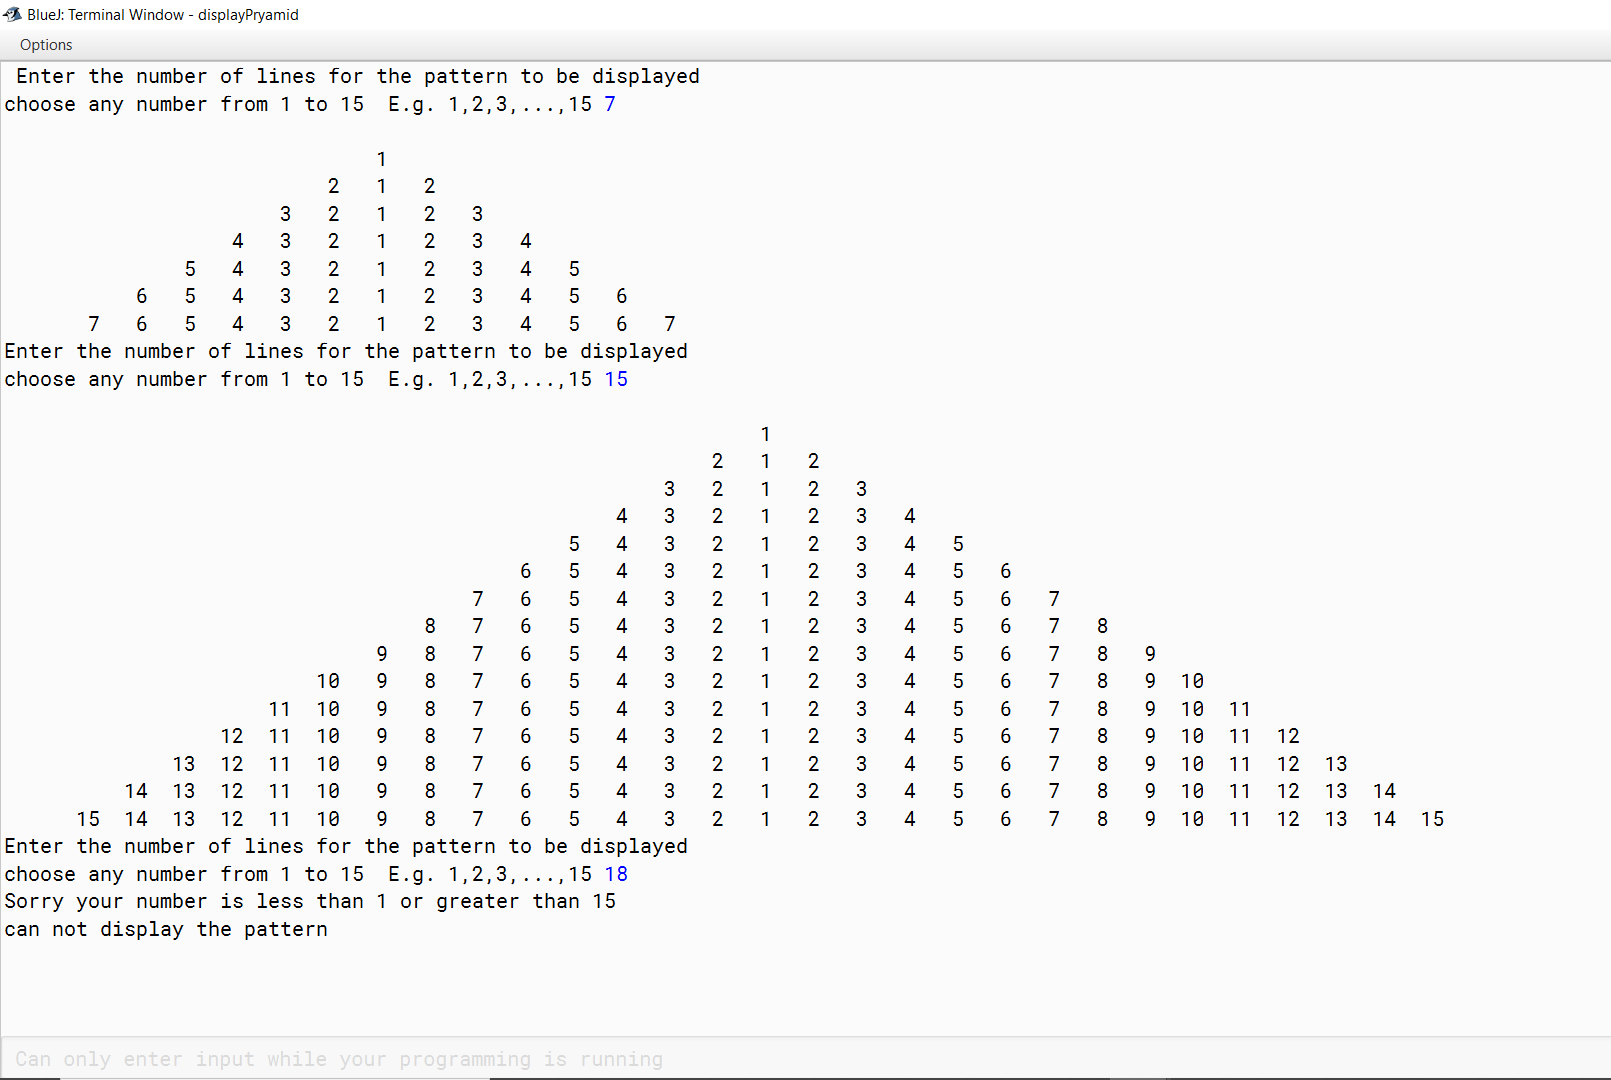 BlueJ: Terminal Window - displayPryamid
Options
Enter the number of lines for the pattern to be displayed
choose any number from 1 to 15  E.g. 1,2,3,...,15 7
1
2 1 2
3 2 1 2 3
4 3 2 1 2 3 4
5 4 3 2 1 2 3 4 5
6 5 4 3 2 1 2 3 4 5 6
7 6 5 4 3 2 1 2 3 4 5 6 7
Enter the number of lines for the pattern to be displayed
choose any number from 1 to 15  E.g. 1,2,3,...,15 15
1
2 1 2
3 2 1 2 3
4 3 2 1 2 3 4
5 4 3 2 1 2 3 4 5
6 5 4 3 2 1 2 3 4 5 6
7 6 5 4 3 2 1 2 3 4 5 6 7
8 7 6 5 4 3 2 1 2 3 4 5 6 7 8
9 8 7 6 5 4 3 2 1 2 3 4 5 6 7 8 9
10 9 8 7 6 5 4 3 2 1 2 3 4 5 6 7 8 9 10
11 10 9 8 7 6 5 4 3 2 1 2 3 4 5 6 7 8 9 10 11
12 11 10 9 8 7 6 5 4 3 2 1 2 3 4 5 6 7 8 9 10 11 12
13 12 11 10 9 8 7 6 5 4 3 2 1 2 3 4 5 6 7 8 9 10 11 12 13
14 13 12 11 10 9 8 7 6 5 4 3 2 1 2 3 4 5 6 7 8 9 10 11 12 13 14
15 14 13 12 11 10 9 8 7 6 5 4 3 2 1 2 3 4 5 6 7 8 9 10 11 12 13 14 15
Enter the number of lines for the pattern to be displayed
choose any number from 1 to 15  E.g. 1,2,3,...,15 18
Sorry your number is less than 1 or greater than 15
can not display the pattern
Can only enter input while your programming is running